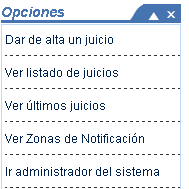 Opciones
Dar de alta un juicio
Ver listado de juicios
Ver últimos juicios
Ver Zonas de Notificación
Ir administrador del sistema